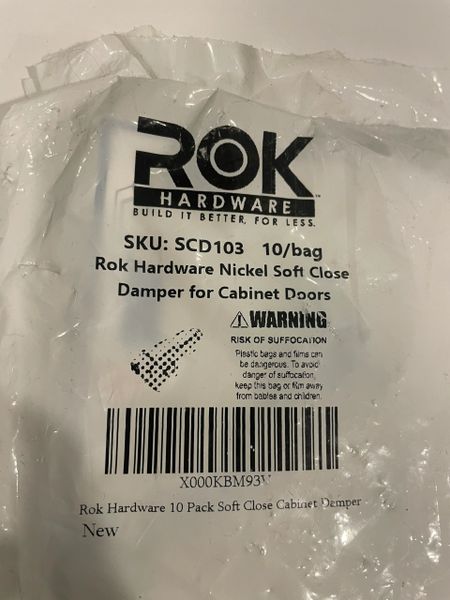 ROK
HARDWARE
BUILD IT BETTER, FOR LESS.
SKU: SCD103 10/bag
Rok Hardware Nickel Soft Close
Damper for Cabinet Doors
⚠WARNING
RISK OF SUFFOCATION
Plastic bags and films can
be dangerous. To avoid
danger of suffocation,
keep this bag or film away
from babies and children.
X000KBM93V
Rok Hardware 10 Pack Soft Close Cabinet Damper
New